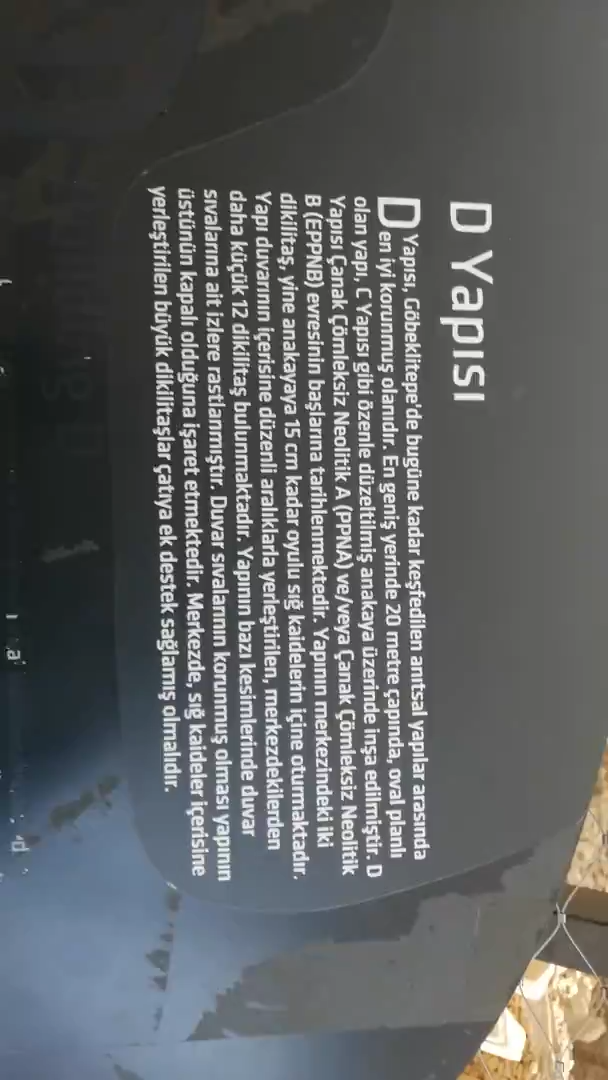 D Yapısı
D Yapısı, Göbeklitepe'de bugüne kadar keşfedilen anıtsal yapılar arasında
en iyi korunmuş olanıdır. En geniş yerinde 20 metre çapında, oval planlı
olan yapı, C Yapısı gibi özenle düzeltilmiş anakaya üzerinde inşa edilmiştir. D
Yapısı Çanak Çömleksiz Neolitik A (PPNA) ve/veya Çanak Çömleksiz Neolitik
B (EPPNB) evresinin başlarına tarihlenmektedir. Yapının merkezindeki iki
dikilitaş, yine anakayaya 15 cm kadar oyulu sığ kaidelerin içine oturmaktadır.
Yapı duvarının içerisine düzenli aralıklarla yerleştirilen, merkezdekilerden
daha küçük 12 dikilitaş bulunmaktadır. Yapının bazı kesimlerinde duvar
sıvalarına ait izlere rastlanmıştır. Duvar sıvalarının korunmuş olması yapının
üstünün kapalı olduğuna işaret etmektedir. Merkezde, sığ kaideler içerisine
yerleştirilen büyük dikilitaşlar çatıya ek destek sağlamış olmalıdır.